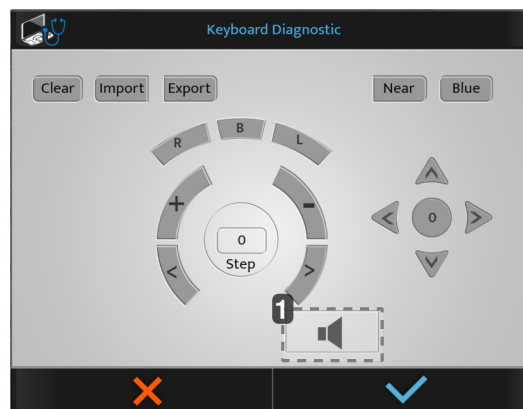 Keyboard Diagnostic
Clear Import Export Near Blue
R B L
+ -
0
Step
< >
0
1